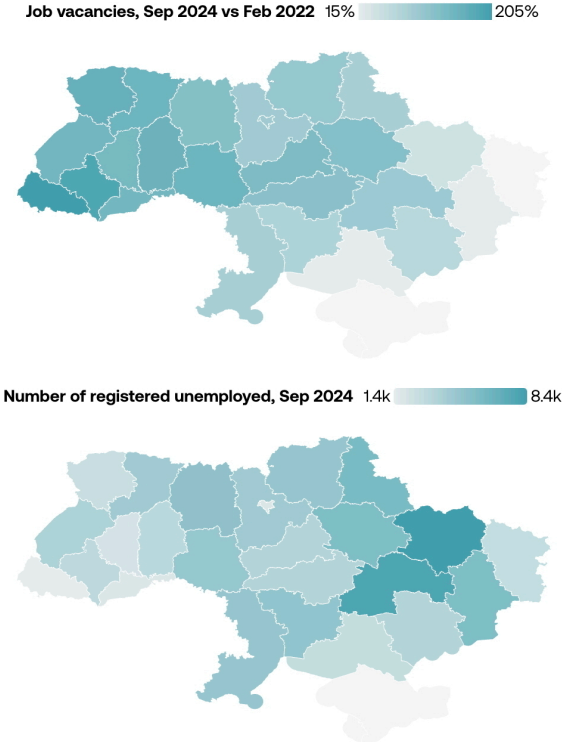 Job vacancies, Sep 2024 vs Feb 2022 15% 205%
Number of registered unemployed, Sep 2024 1.4k 8.4k